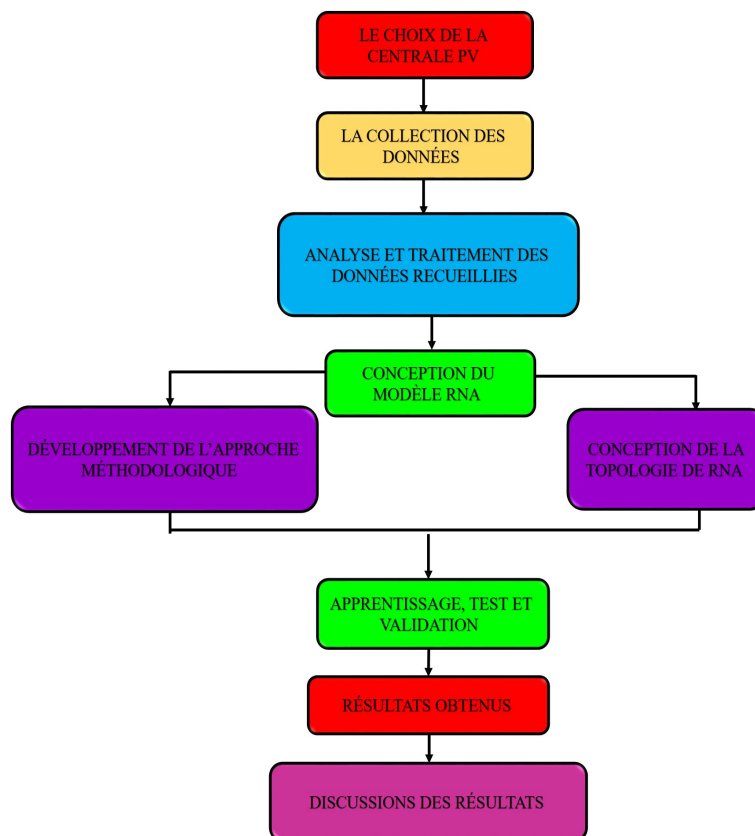 LE CHOIX DE LA
CENTRALE PV
LA COLLECTION DES
DONNÉES
ANALYSE ET TRAITEMENT DES
DONNÉES RECUEILLIES
CONCEPTION DU
MODÈLE RNA
DÉVELOPPEMENT DE L’APPROCHE
MÉTHODOLOGIQUE
CONCEPTION DE LA
TOPOLOGIE DE RNA
APPRENTISSAGE, TEST ET
VALIDATION
RÉSULTATS OBTENUS
DISCUSSIONS DES RÉSULTATS